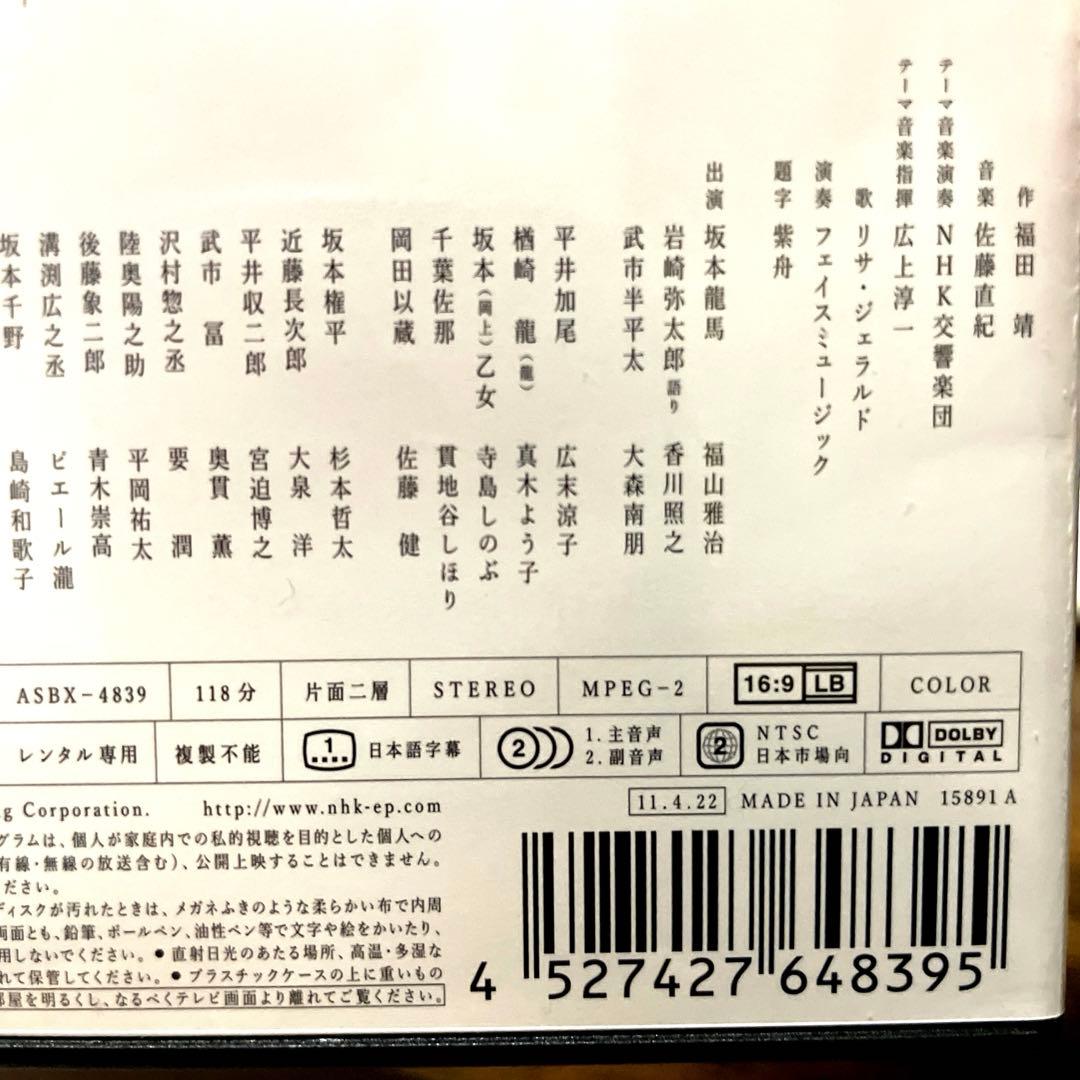 作 福田 靖
音楽 佐藤直紀
テーマ音楽演奏 NHK交響楽団
テーマ音楽指揮 広上淳一
歌 リサ・ジェラルド
演奏 フェイスミュージック
題字 紫舟
出演 坂本龍馬 福山雅治
岩崎弥太郎 語り 香川照之
武市半平太 大森南朋
平井加尾 広末涼子
楢崎 龍(龍) 真木よう子
坂本(岡上)乙女 寺島しのぶ
千葉佐那 貫地谷しほり
岡田以蔵 佐藤 健
坂本権平 杉本哲太
近藤長次郎 大泉 洋
平井収二郎 宮迫博之
武市 冨 奥貫 薫
沢村惣之丞 要 潤
陸奥陽之助 平岡祐太
後藤象二郎 青木崇高
溝渕広之丞 ピエール瀧
坂本千野 島崎和歌子
ASBX-4839 118分 片面二層 STEREO MPEG-2 16:9 LB COLOR
レンタル専用 複製不能 1 日本語字幕 2 1. 主音声 2. 副音声 2 NTSC 日本市場向 DOLBY DIGITAL
g Corporation. http://www.nhk-ep.com 11.4.22 MADE IN JAPAN 15891A
グラムは、個人が家庭内での私的視聴を目的とした個人への
有線・無線の放送含む)、公開上映することはできません。
ださい。
ディスクが汚れたときは、メガネふきのような柔らかい布で内周
両面とも、鉛筆、ボールペン、油性ペン等で文字や絵をかいたり、
用しないでください。● 直射日光のあたる場所、高温・多湿な
れて保管してください。● プラスチックケースの上に重いもの
部屋を明るくし、なるべくテレビ画面より離れてご覧ください。
4 527427 648395